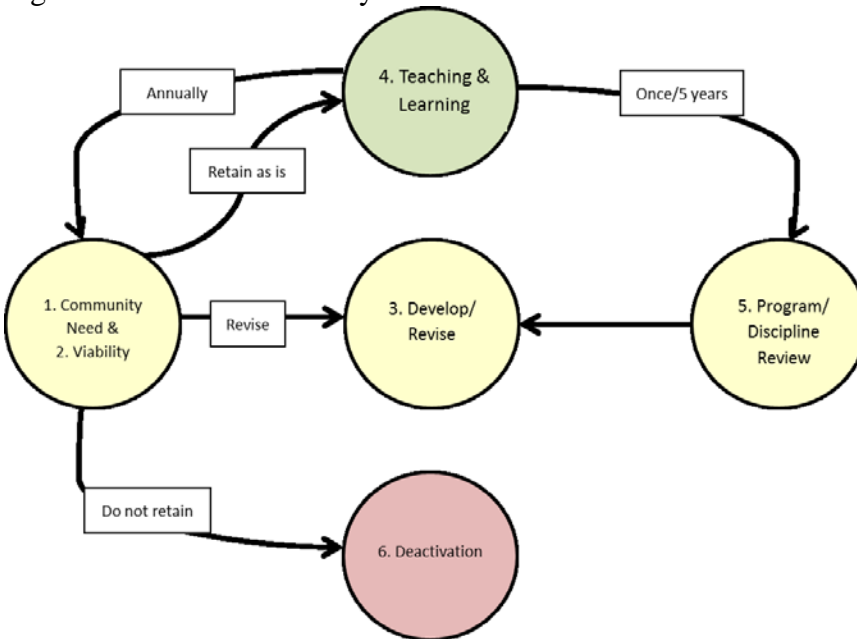 4. Teaching &
Learning
Annually
Once/5 years
Retain as is
1. Community
Need &
2. Viability
Revise
3. Develop/
Revise
5. Program/
Discipline
Review
Do not retain
6. Deactivation